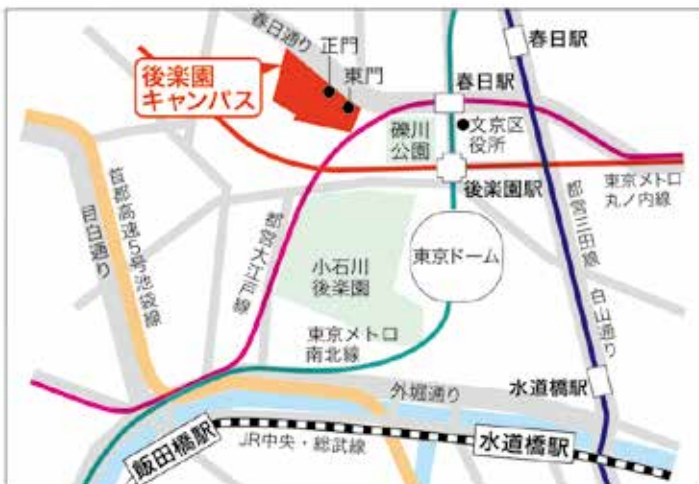 春日通り
正門
東門
後楽園
キャンパス
春日駅
春日駅
礫川
公園
文京区
役所
後楽園駅
東京メトロ
丸ノ内線
首都高速5号池袋線
目白通り
都営大江戸線
小石川
後楽園
東京ドーム
都営三田線
白山通り
東京メトロ
南北線
外堀通り
水道橋駅
飯田橋駅
JR中央・総武線
水道橋駅